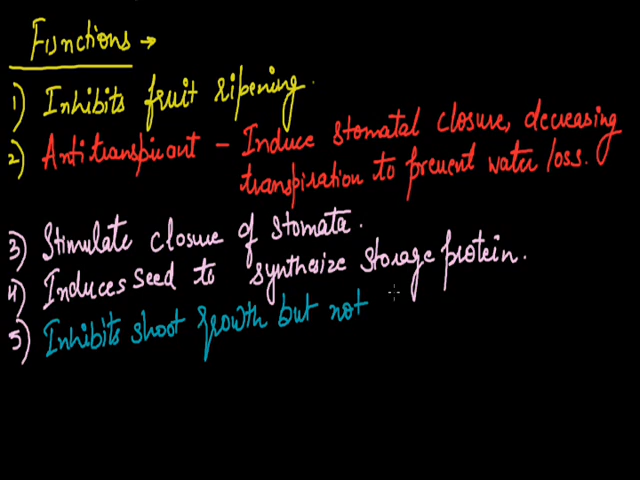 Functions →
1) Inhibits fruit ripening.
2) Antitranspirant - Induce stomatal closure, decreasing
transpiration to prevent water loss.
3) Stimulate closure of stomata.
4) Induces seed to synthesize storage protein.
5) Inhibits shoot growth but not